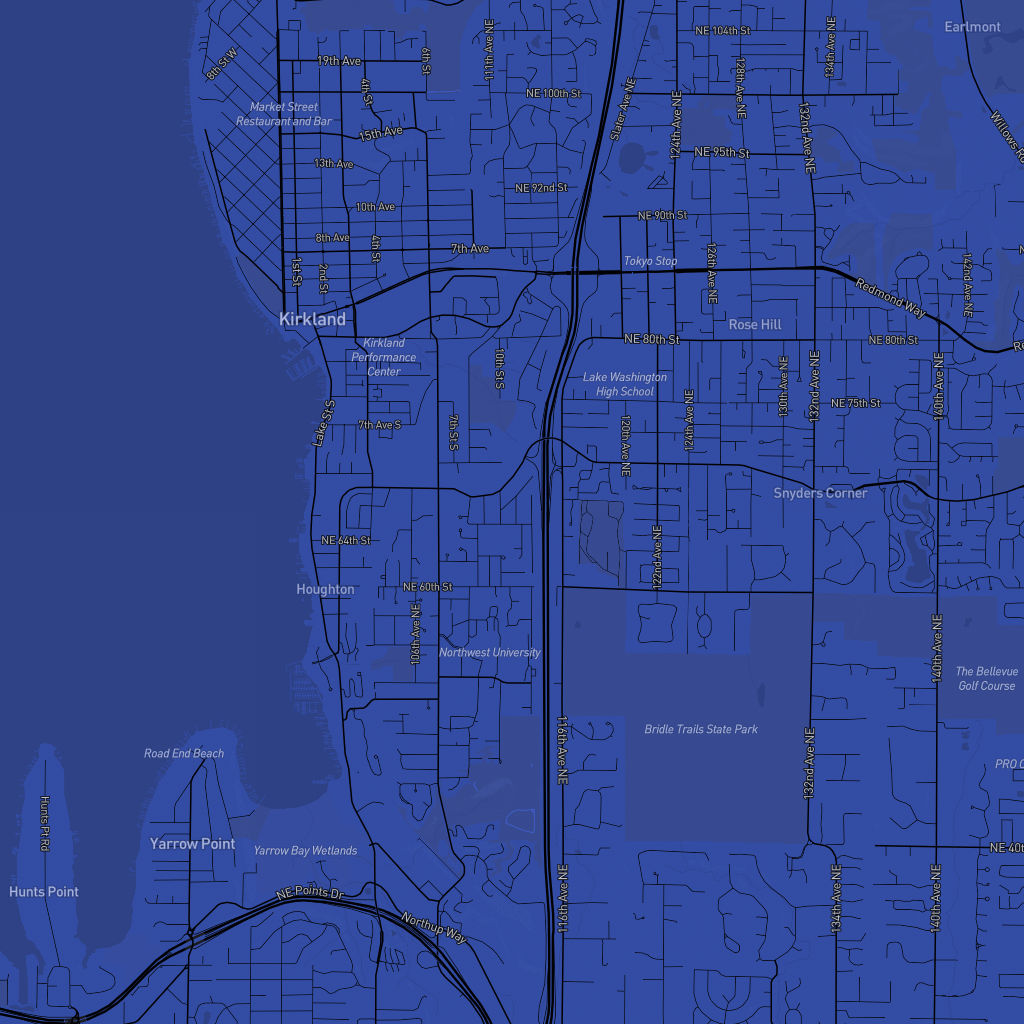 Earlmont
NE 104th St
134th Ave NE
111th Ave NE
6th St
8th St W
19th Ave
4th St
128th Ave NE
NE 100th St
Slater Ave NE
124th Ave NE
132nd Ave NE
Market Street
Restaurant and Bar
15th Ave
Willows Ro
NE 95th St
13th Ave
NE 92nd St
10th Ave
NE 90th St
8th Ave
4th St
7th Ave
1st St
2nd St
Tokyo Stop
126th Ave NE
142nd Ave NE
N
Redmond Way
Kirkland
Rose Hill
NE 80th St
NE 80th St
Re
Kirkland
Performance
Center
10th St S
Lake Washington
High School
130th Ave NE
132nd Ave NE
140th Ave NE
124th Ave NE
NE 75th St
Lake St S
7th Ave S
7th St S
120th Ave NE
Snyders Corner
NE 64th St
122nd Ave NE
Houghton
NE 60th St
106th Ave NE
140th Ave NE
Northwest University
The Bellevue
Golf Course
Bridle Trails State Park
116th Ave NE
132nd Ave NE
Road End Beach
PRO C
Hunts Pt Rd
Yarrow Point
Yarrow Bay Wetlands
NE 40t
Hunts Point
NE Points Dr
Northup Way
116th Ave NE
134th Ave NE
140th Ave NE